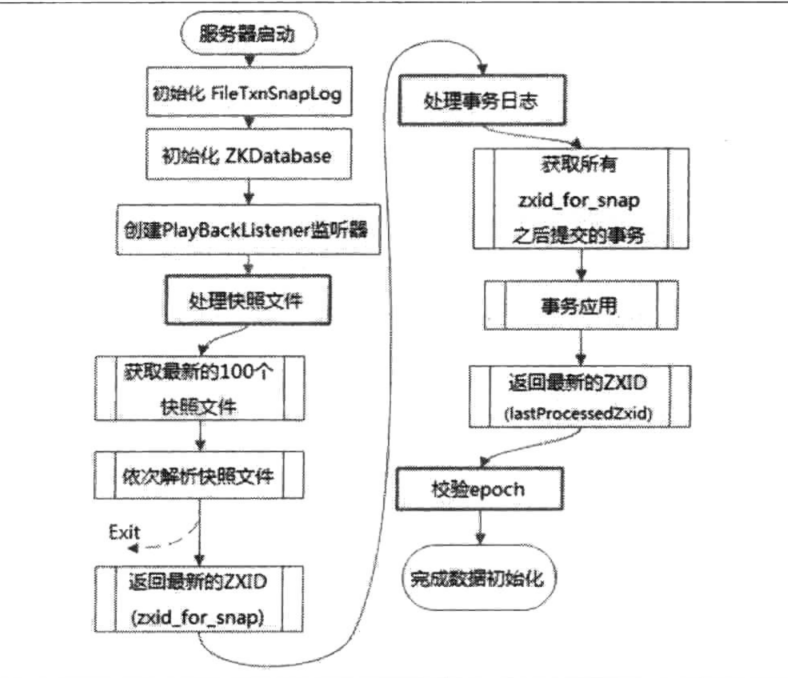 服务器启动
初始化 FileTxnSnapLog
初始化 ZKDatabase
创建PlayBackListener监听器
处理快照文件
获取最新的100个
快照文件
依次解析快照文件
Exit
返回最新的ZXID
(zxid_for_snap)
处理事务日志
获取所有
zxid_for_snap
之后提交的事务
事务应用
返回最新的ZXID
(lastProcessedZxid)
校验epoch
完成数据初始化